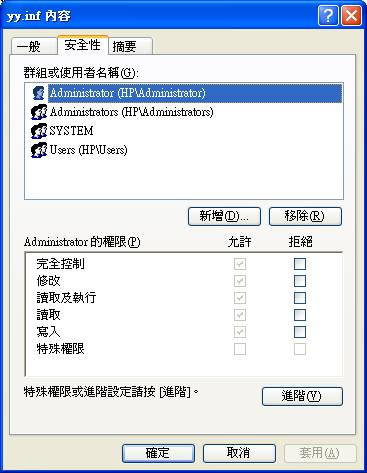 yy.inf 內容
一般 安全性 摘要
群組或使用者名稱(G):
Administrator (HP\Administrator)
Administrators (HP\Administrators)
SYSTEM
Users (HP\Users)
新增(D)... 移除(R)
Administrator 的權限(P) 允許 拒絕
完全控制
修改
讀取及執行
讀取
寫入
特殊權限
特殊權限或進階設定請按 [進階]。 進階(V)
確定 取消 套用(A)